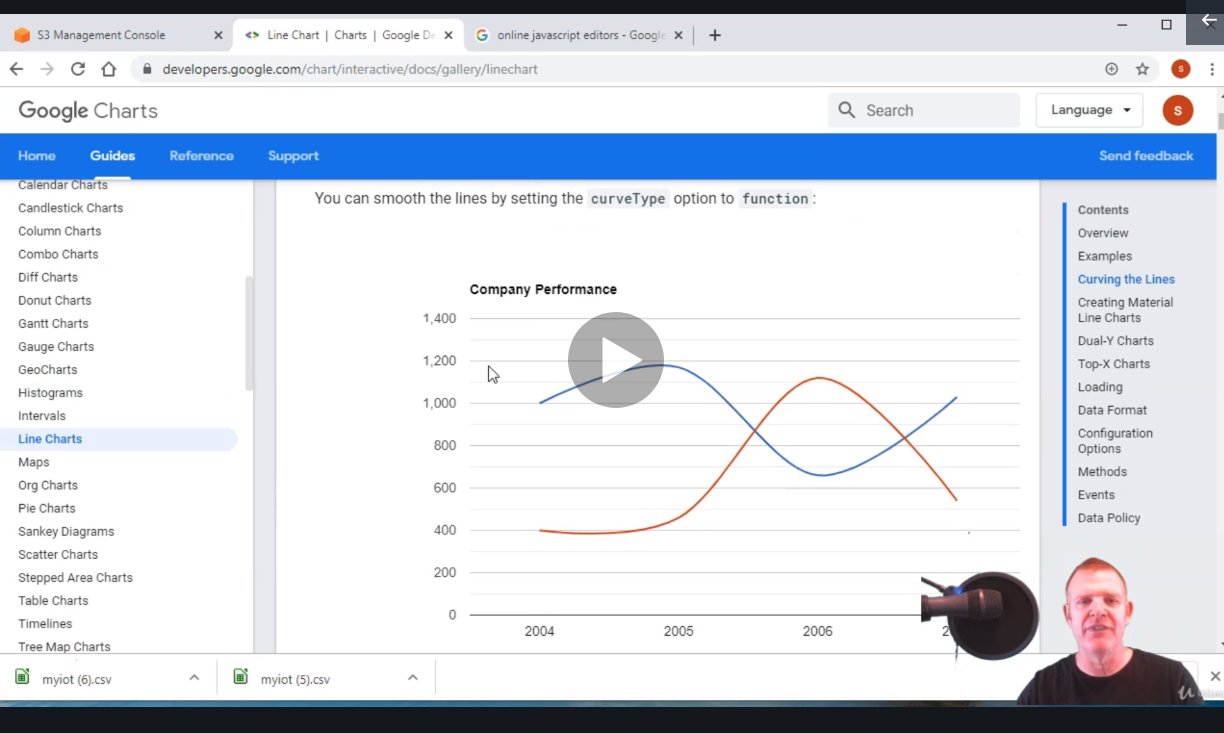 S3 Management Console
Line Chart | Charts | Google De
online javascript editors - Google
developers.google.com/chart/interactive/docs/gallery/linechart
S
Google Charts
Search
Language
S
Home
Guides
Reference
Support
Send feedback
Calendar Charts
Candlestick Charts
Column Charts
Combo Charts
Diff Charts
Donut Charts
Gantt Charts
Gauge Charts
GeoCharts
Histograms
Intervals
Line Charts
Maps
Org Charts
Pie Charts
Sankey Diagrams
Scatter Charts
Stepped Area Charts
Table Charts
Timelines
Tree Map Charts
You can smooth the lines by setting the curveType option to function:
Company Performance
1,400
1,200
1,000
800
600
400
200
0
2004
2005
2006
2
Contents
Overview
Examples
Curving the Lines
Creating Material
Line Charts
Dual-Y Charts
Top-X Charts
Loading
Data Format
Configuration
Options
Methods
Events
Data Policy
myiot (6).csv
myiot (5).csv